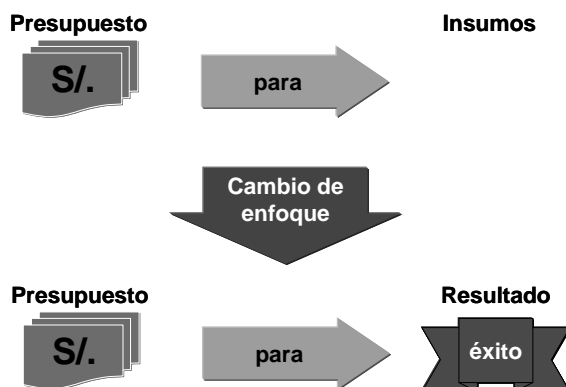 Presupuesto
Insumos
S/.
para
Cambio de
enfoque
Presupuesto
Resultado
S/.
para
éxito